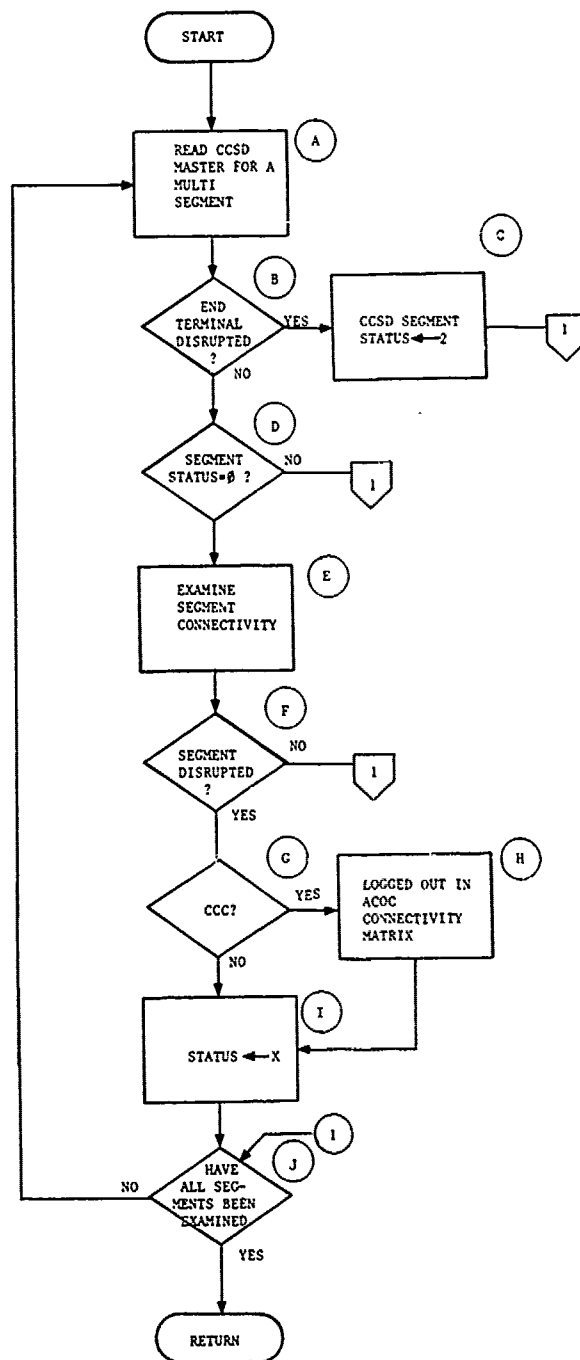 START
A
READ CCSD
MASTER FOR A
MULTI
SEGMENT
B
C
END
TERMINAL
DISRUPTED
?
YES
CCSD SEGMENT
STATUS←2
1
NO
D
SEGMENT
STATUS=Ø ?
NO
1
E
EXAMINE
SEGMENT
CONNECTIVITY
F
SEGMENT
DISRUPTED
?
NO
1
YES
G
H
CCC?
YES
LOGGED OUT IN
ACOC
CONNECTIVITY
MATRIX
NO
I
STATUS ← X
1
J
HAVE
ALL SEG-
MENTS BEEN
EXAMINED
NO
YES
RETURN